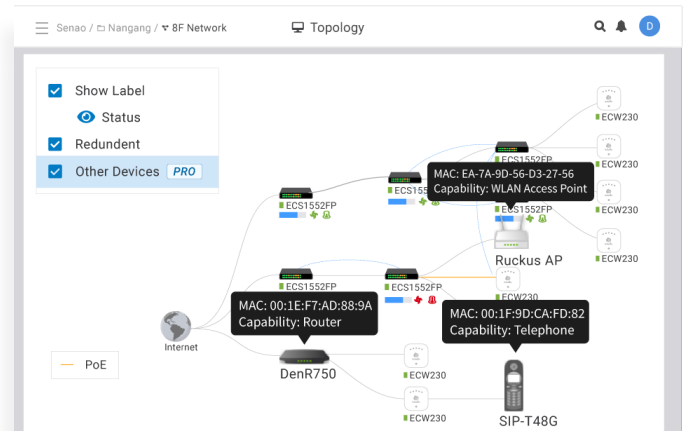 Senao / Nangang / 8F Network
Topology
D
Show Label
Status
Redundent
Other Devices PRO
ECW230
ECS1552FP
ECW230
MAC: EA-7A-9D-56-D3-27-56
Capability: WLAN Access Point
ECS155
ECS1552FP
ECS1552FP
ECW230
Ruckus AP
ECW230
ECS1552FP
ECS1552FP
ECW230
MAC: 00:1E:F7:AD:88:9A
Capability: Router
MAC: 00:1F:9D:CA:FD:82
Capability: Telephone
Internet
PoE
DenR750
ECW230
ECW230
SIP-T48G